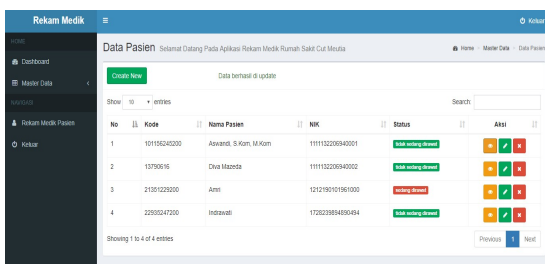 Rekam Medik
Keluar
HOME
Data Pasien Selamat Datang Pada Aplikasi Rekam Medik Rumah Sakit Cut Meutia
Home Master Data Data Pasien
Dashboard
Master Data
NAVIGASI
Rekam Medik Pasien
Keluar
Create New
Data berhasil di update
Show 10 entries
Search:
No Kode Nama Pasien NIK Status Aksi
1 101156245200 Aswandi, S.Kom, M.Kom 1111132206940001 tidak sedang dirawat
2 13790616 Diva Mazeda 1111132206940002 tidak sedang dirawat
3 21351229200 Amri 1212190101961000 sedang dirawat
4 22935247200 Indrawati 1728239894890494 tidak sedang dirawat
Showing 1 to 4 of 4 entries
Previous 1 Next